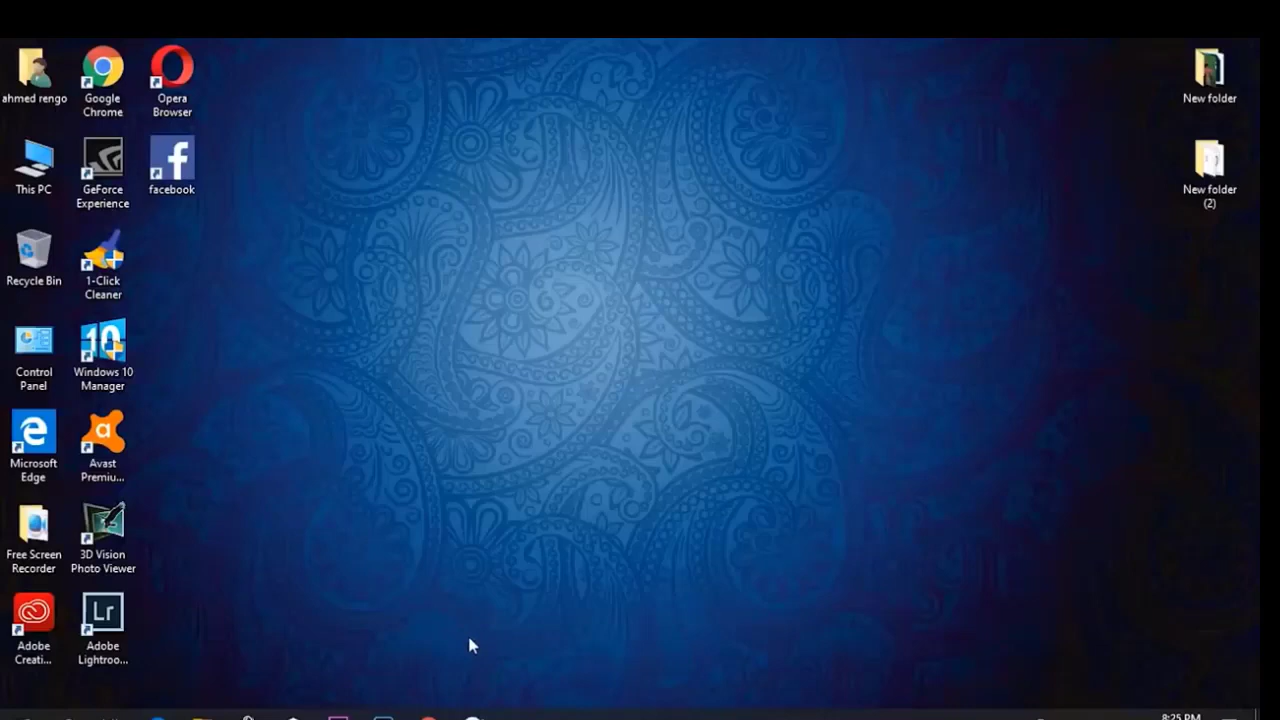 ahmed rengo
Google
Chrome
Opera
Browser
New folder
This PC
GeForce
Experience
facebook
New folder
(2)
Recycle Bin
1-Click
Cleaner
Control
Panel
Windows 10
Manager
Microsoft
Edge
Avast
Premiu...
Free Screen
Recorder
3D Vision
Photo Viewer
Lr
Adobe
Creati...
Adobe
Lightroo...
8:25 PM